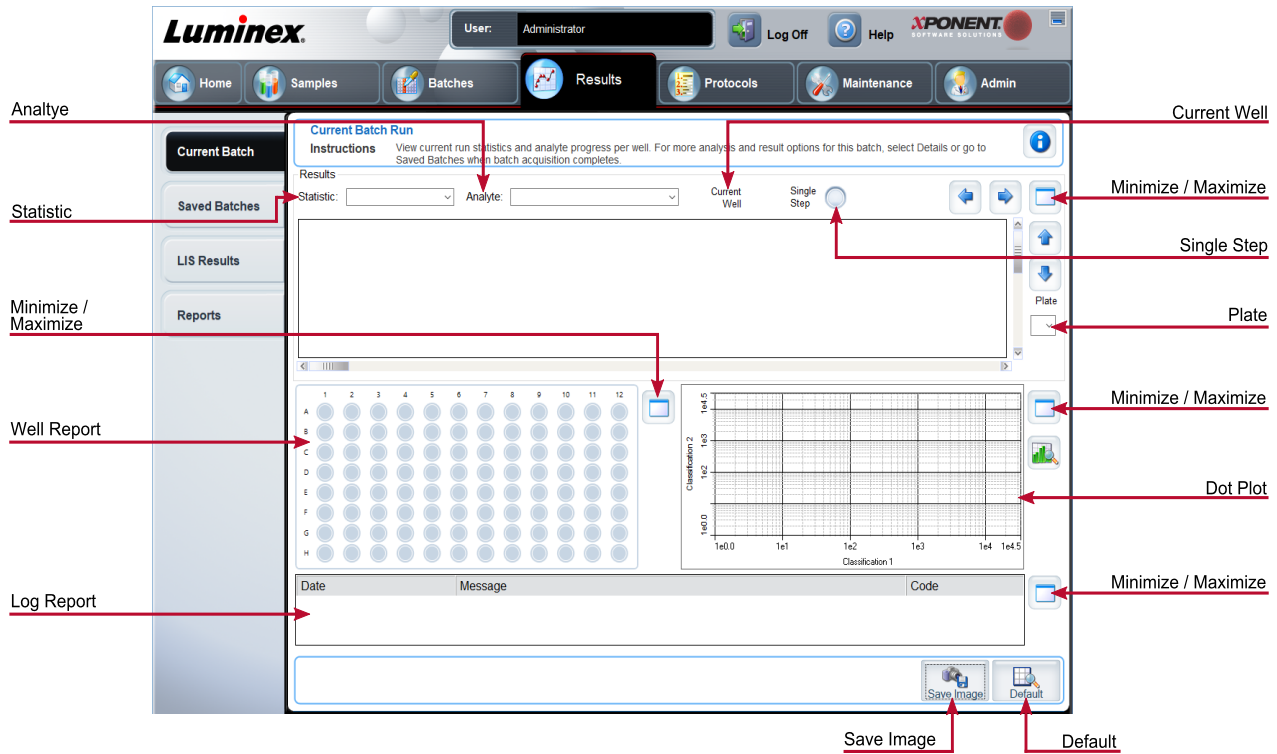 Luminex.
User: Administrator
Log Off
Help
XPONENT.
SOFTWARE SOLUTIONS
Home
Samples
Batches
Results
Protocols
Maintenance
Admin
Analtye
Current Well
Current Batch
Saved Batches
LIS Results
Reports
Current Batch Run
Instructions View current run statistics and analyte progress per well. For more analysis and result options for this batch, select Details or go to
Saved Batches when batch acquisition completes.
Results
Statistic:
Analyte:
Current
Well
Single
Step
Minimize / Maximize
Statistic
Single Step
Plate
Plate
Minimize /
Maximize
1 2 3 4 5 6 7 8 9 10 11 12
A
B
C
D
E
F
G
H
Well Report
Classification 2
1e4.5
1e3
1e2
1e0.0
1e0.0 1e1 1e2 1e3 1e4 1e4.5
Classification 1
Minimize / Maximize
Dot Plot
Date Message Code
Log Report
Minimize / Maximize
Save Image
Default
Save Image
Default